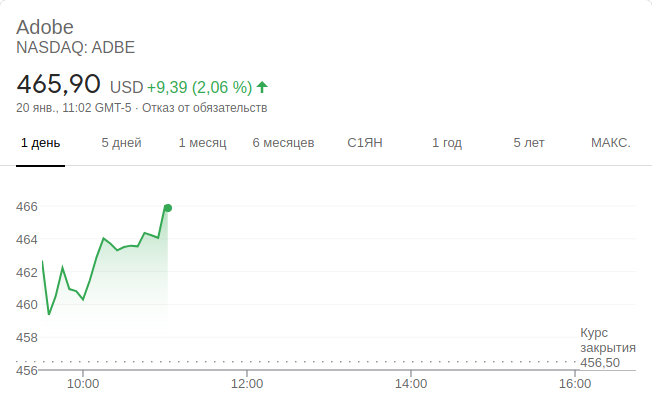 Adobe
NASDAQ: ADBE
465,90 USD +9,39 (2,06 %)
20 янв., 11:02 GMT-5 · Отказ от обязательств
1 день 5 дней 1 месяц 6 месяцев С1ЯН 1 год 5 лет МАКС.
466
464
462
460
458
456
Курс
закрытия
456,50
10:00 12:00 14:00 16:00